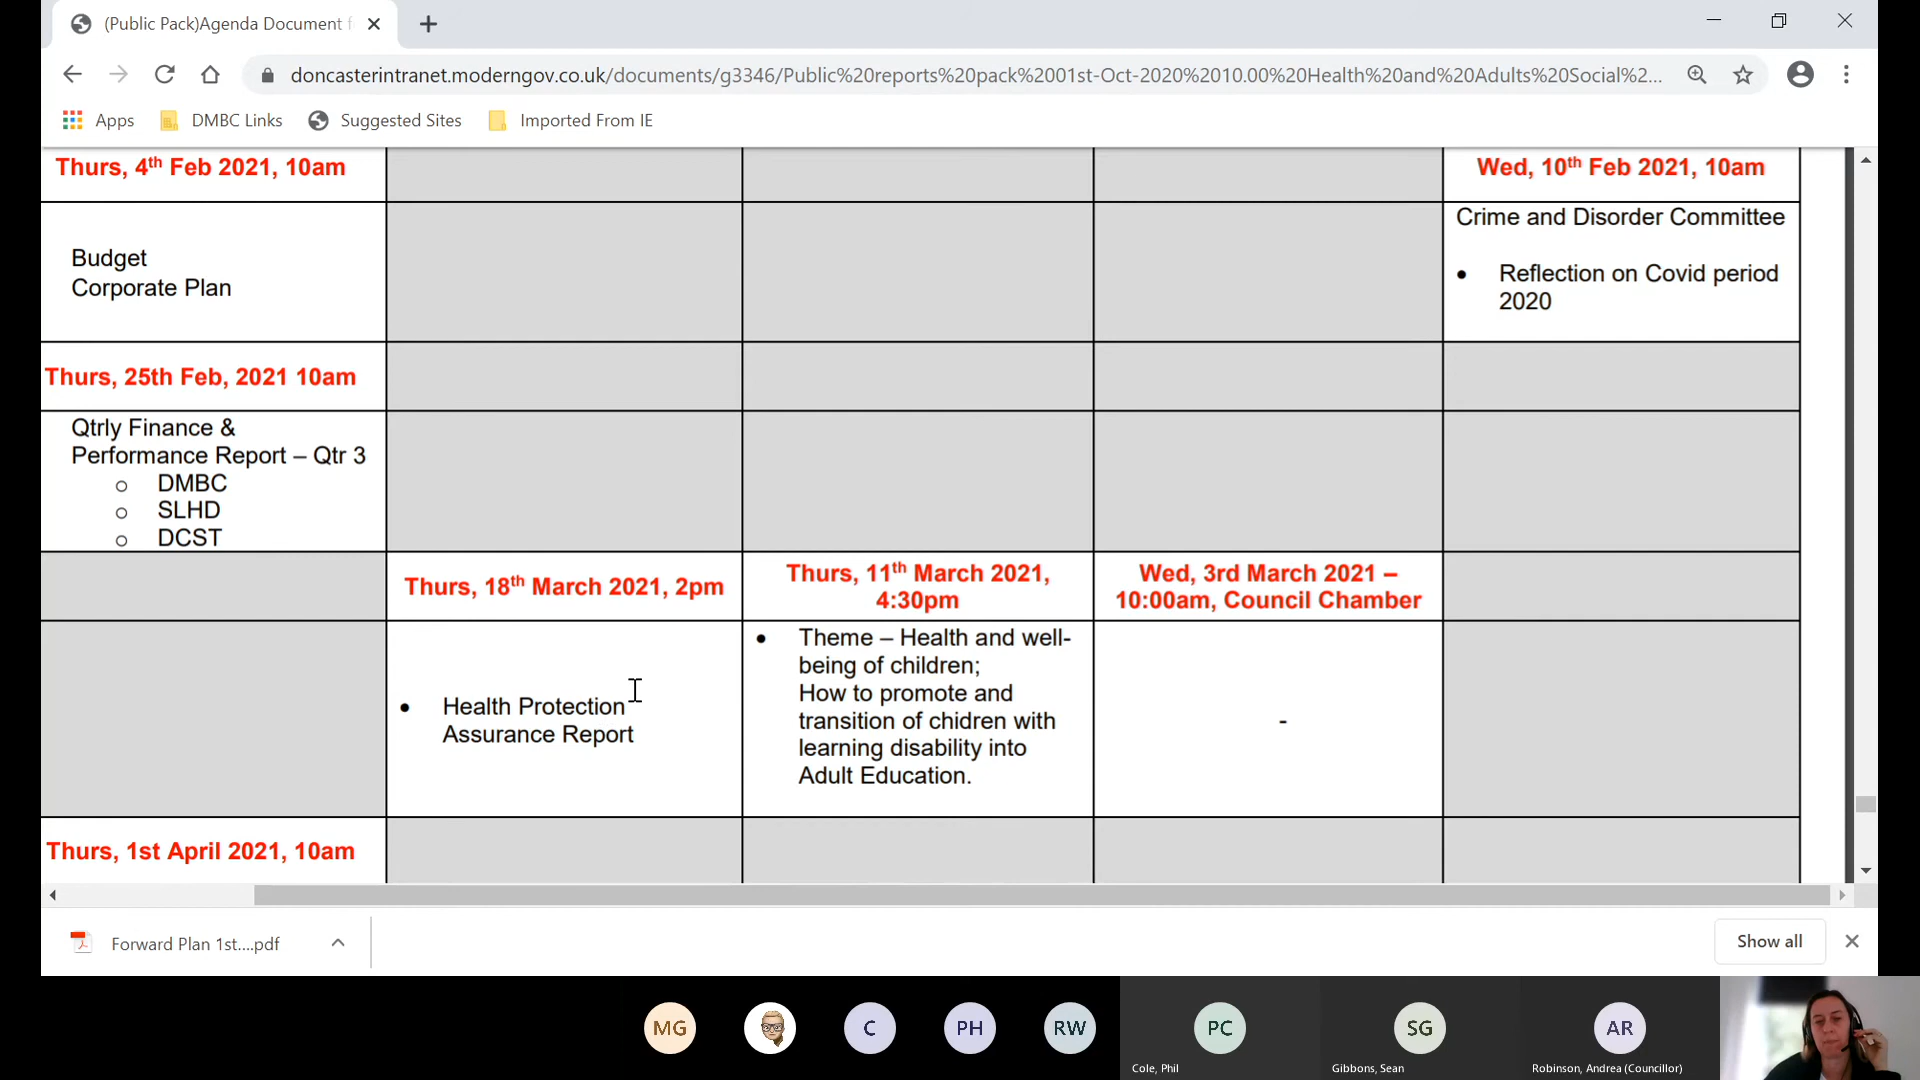 (Public Pack)Agenda Document f
doncasterintranet.moderngov.co.uk/documents/g3346/Public%20reports%20pack%2001st-Oct-2020%2010.00%20Health%20and%20Adults%20Social%2...
Apps DMBC Links Suggested Sites Imported From IE
Thurs, 4th Feb 2021, 10am
Wed, 10th Feb 2021, 10am
Budget
Corporate Plan
Crime and Disorder Committee
• Reflection on Covid period
2020
Thurs, 25th Feb, 2021 10am
Qtrly Finance &
Performance Report – Qtr 3
o DMBC
o SLHD
o DCST
Thurs, 18th March 2021, 2pm
Thurs, 11th March 2021,
4:30pm
Wed, 3rd March 2021 –
10:00am, Council Chamber
• Health Protection
Assurance Report
• Theme – Health and well-
being of children;
How to promote and
transition of chidren with
learning disability into
Adult Education.
-
Thurs, 1st April 2021, 10am
Forward Plan 1st....pdf
Show all
MG
C
PH
RW
PC
SG
AR
Cole, Phil
Gibbons, Sean
Robinson, Andrea (Councillor)